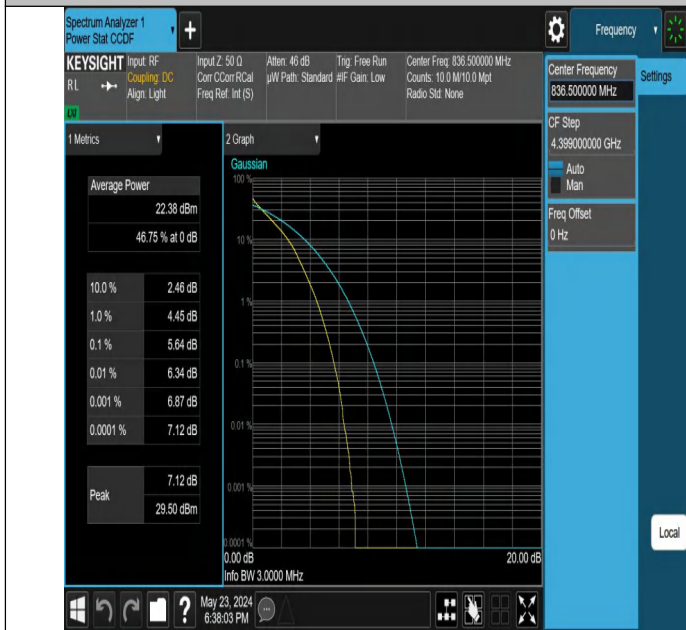 Spectrum Analyzer 1
Power Stat CCDF
+
Frequency
KEYSIGHT
RL
LXI
Input: RF
Coupling: DC
Align: Light
Input Z: 50 Ω
Corr CCorr RCal
Freq Ref: Int (S)
Atten: 46 dB
µW Path: Standard
Trig: Free Run
#IF Gain: Low
Center Freq: 836.500000 MHz
Counts: 10.0 M/10.0 Mpt
Radio Std: None
Center Frequency
836.500000 MHz
Settings
CF Step
4.399000000 GHz
Auto
Man
Freq Offset
0 Hz
1 Metrics
Average Power
22.38 dBm
46.75 % at 0 dB
10.0 % 2.46 dB
1.0 % 4.45 dB
0.1 % 5.64 dB
0.01 % 6.34 dB
0.001 % 6.87 dB
0.0001 % 7.12 dB
Peak 7.12 dB
29.50 dBm
2 Graph
Gaussian
100 %
10 %
1 %
0.1 %
0.01 %
0.001 %
0.0001 %
0.00 dB 20.00 dB
Info BW 3.0000 MHz
Local
?
May 23, 2024
6:38:03 PM